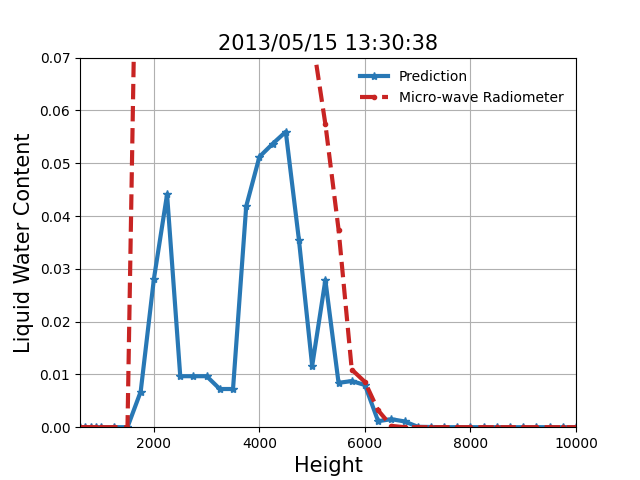 2013/05/15 13:30:38
0.07
0.06
0.05
0.04
0.03
0.02
0.01
0.00
Liquid Water Content
Prediction
Micro-wave Radiometer
2000 4000 6000 8000 10000
Height